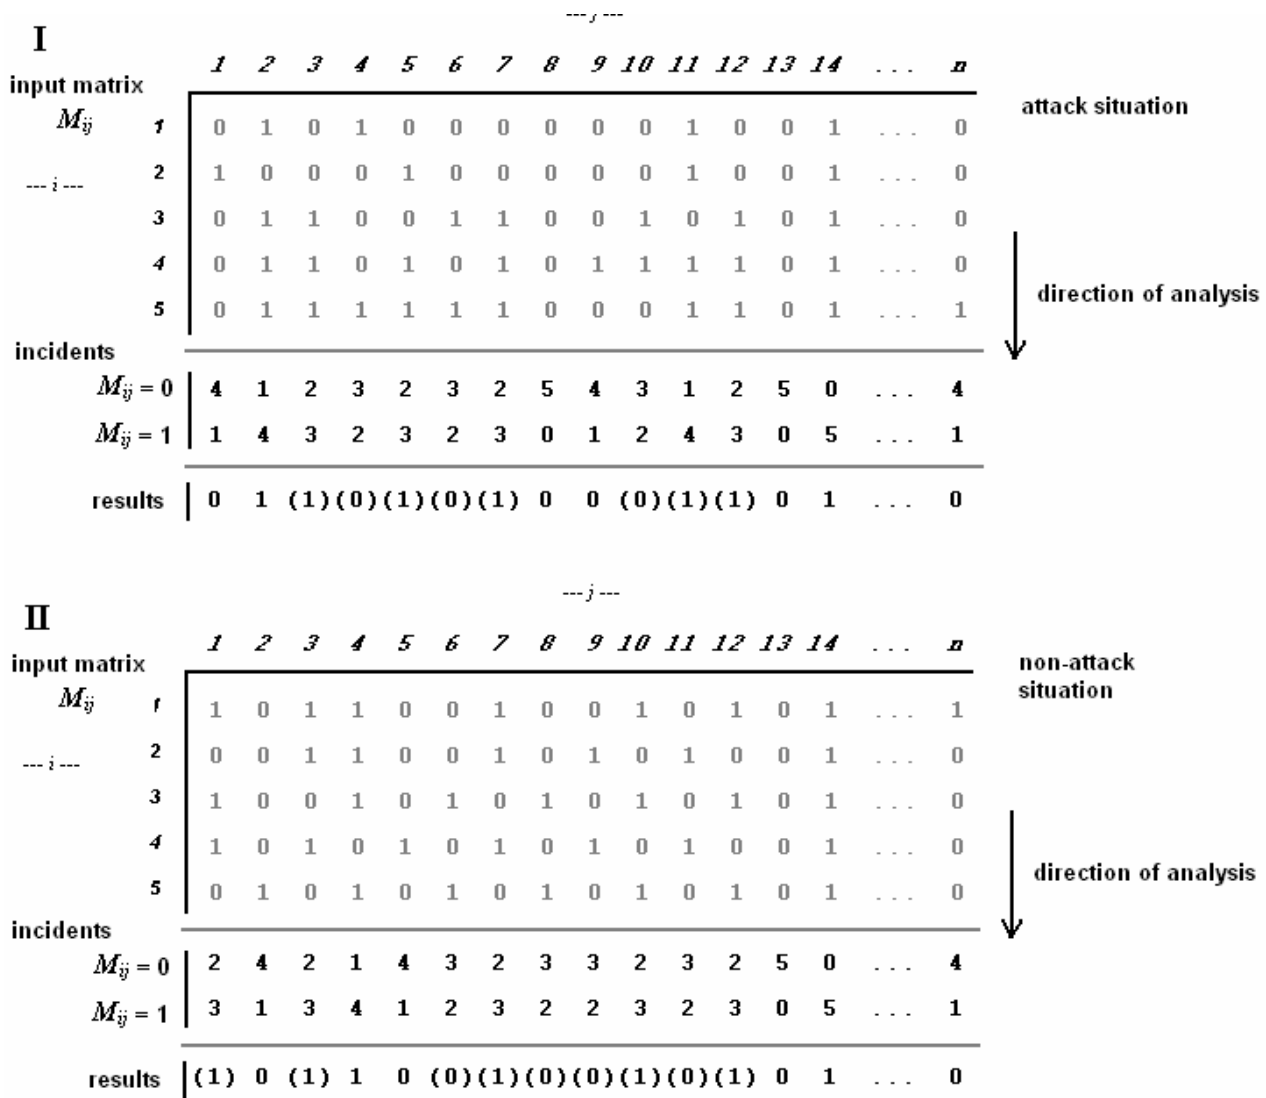 --- j ---
I
1 2 3 4 5 6 7 8 9 10 11 12 13 14 ... n
input matrix
attack situation
M_ij 1 0 1 0 1 0 0 0 0 0 0 1 0 0 1 ... 0
--- i --- 2 1 0 0 0 1 0 0 0 0 0 1 0 0 1 ... 0
3 0 1 1 0 0 1 1 0 0 1 0 1 0 1 ... 0
4 0 1 1 0 1 0 1 0 1 1 1 1 0 1 ... 0
direction of analysis
5 0 1 1 1 1 1 1 0 0 0 1 1 0 1 ... 1
incidents
M_ij = 0 4 1 2 3 2 3 2 5 4 3 1 2 5 0 ... 4
M_ij = 1 1 4 3 2 3 2 3 0 1 2 4 3 0 5 ... 1
results 0 1 (1) (0) (1) (0) (1) 0 0 (0) (1) (1) 0 1 ... 0
--- j ---
II
1 2 3 4 5 6 7 8 9 10 11 12 13 14 ... n
input matrix
non-attack
situation
M_ij 1 1 0 1 1 0 0 1 0 0 1 0 1 0 1 ... 1
--- i --- 2 0 0 1 1 0 0 1 0 1 0 1 0 0 1 ... 0
3 1 0 0 1 0 1 0 1 0 1 0 1 0 1 ... 0
4 1 0 1 0 1 0 1 0 1 0 1 0 0 1 ... 0
direction of analysis
5 0 1 0 1 0 1 0 1 0 1 0 1 0 1 ... 0
incidents
M_ij = 0 2 4 2 1 4 3 2 3 3 2 3 2 5 0 ... 4
M_ij = 1 3 1 3 4 1 2 3 2 2 3 2 3 0 5 ... 1
results (1) 0 (1) 1 0 (0) (1) (0) (0) (1) (0) (1) 0 1 ... 0